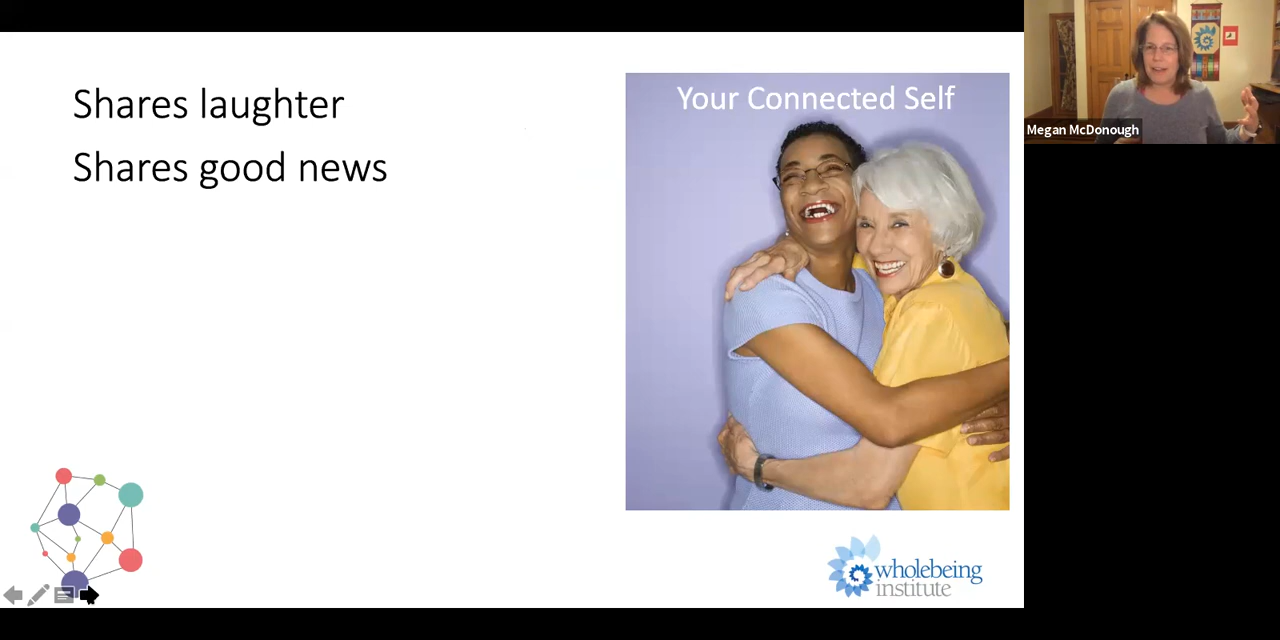 Shares laughter
Shares good news
Your Connected Self
wholebeing
institute
Megan McDonough